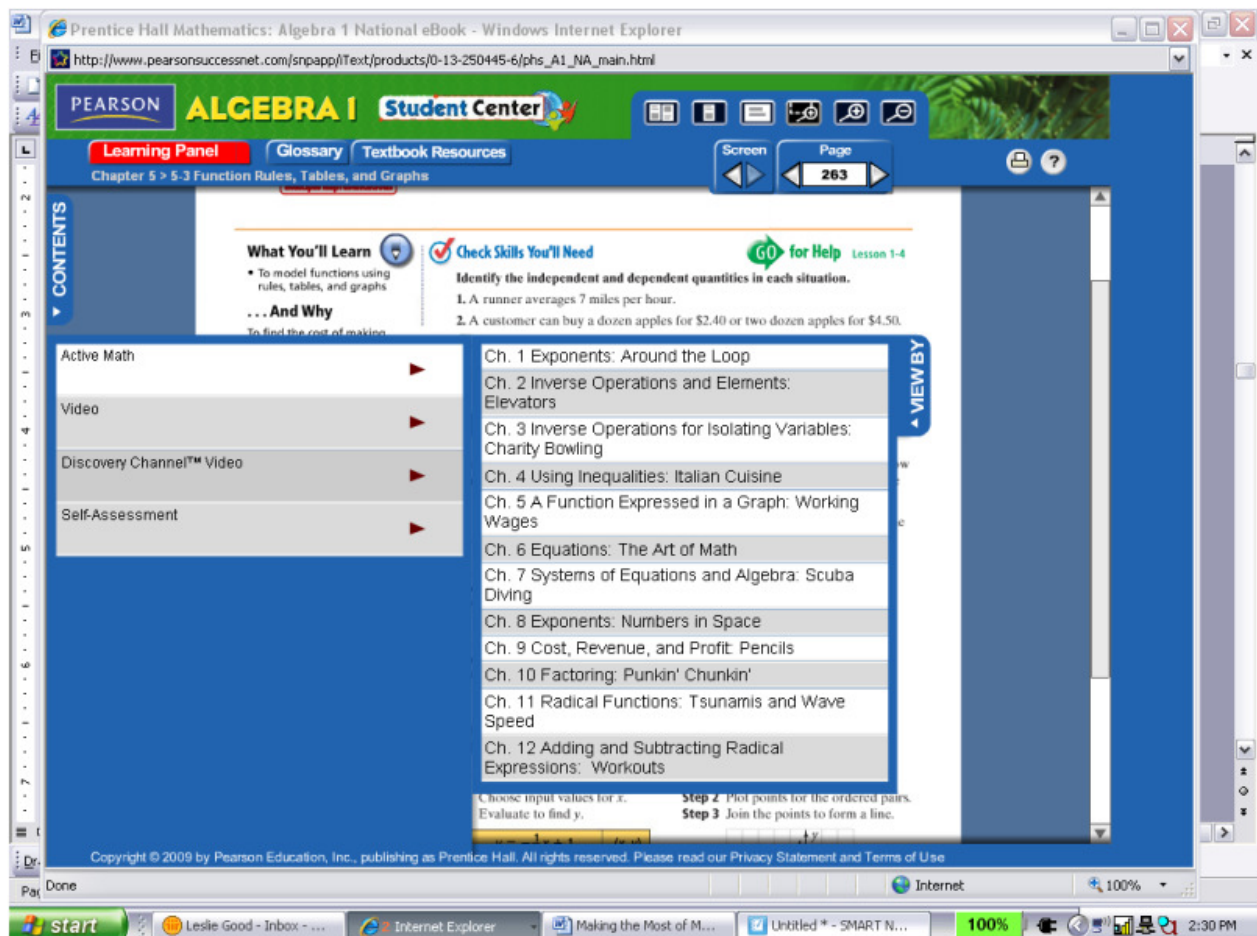 Prentice Hall Mathematics: Algebra 1 National eBook - Windows Internet Explorer
http://www.pearsonsuccessnet.com/snpapp/iText/products/0-13-250445-6/phs_A1_NA_main.html
PEARSON ALGEBRA 1 Student Center
Learning Panel Glossary Textbook Resources Screen Page
Chapter 5 > 5-3 Function Rules, Tables, and Graphs 263
CONTENTS
What You'll Learn
• To model functions using
rules, tables, and graphs
. . . And Why
To find the cost of making
Check Skills You'll Need GO for Help Lesson 1-4
Identify the independent and dependent quantities in each situation.
1. A runner averages 7 miles per hour.
2. A customer can buy a dozen apples for $2.40 or two dozen apples for $4.50.
Active Math
Video
Discovery Channel™ Video
Self-Assessment
VIEW BY
Ch. 1 Exponents: Around the Loop
Ch. 2 Inverse Operations and Elements:
Elevators
Ch. 3 Inverse Operations for Isolating Variables:
Charity Bowling
Ch. 4 Using Inequalities: Italian Cuisine
Ch. 5 A Function Expressed in a Graph: Working
Wages
Ch. 6 Equations: The Art of Math
Ch. 7 Systems of Equations and Algebra: Scuba
Diving
Ch. 8 Exponents: Numbers in Space
Ch. 9 Cost, Revenue, and Profit: Pencils
Ch. 10 Factoring: Punkin' Chunkin'
Ch. 11 Radical Functions: Tsunamis and Wave
Speed
Ch. 12 Adding and Subtracting Radical
Expressions: Workouts
Choose input values for x.
Evaluate to find y.
Step 2 Plot points for the ordered pairs.
Step 3 Join the points to form a line.
Copyright © 2009 by Pearson Education, Inc., publishing as Prentice Hall. All rights reserved. Please read our Privacy Statement and Terms of Use
Done Internet 100%
start Leslie Good - Inbox - ... 2 Internet Explorer Making the Most of M... Untitled * - SMART N... 100% 2:30 PM